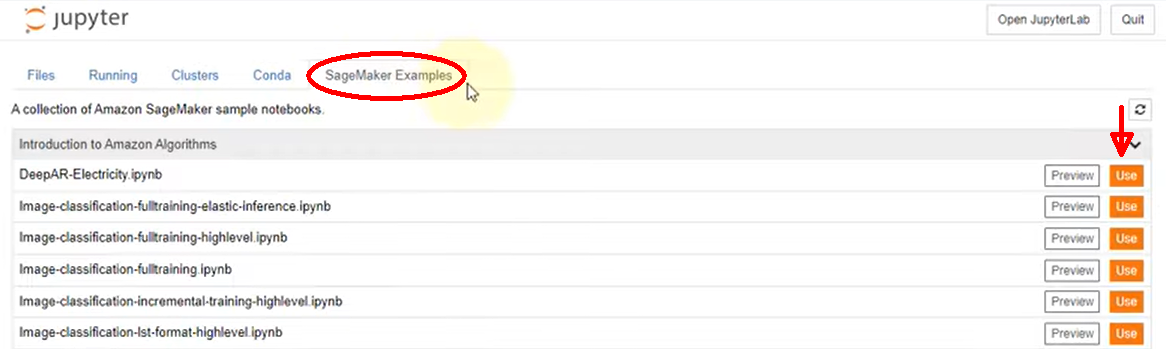 jupyter Open JupyterLab Quit
Files Running Clusters Conda SageMaker Examples
A collection of Amazon SageMaker sample notebooks.
Introduction to Amazon Algorithms
DeepAR-Electricity.ipynb Preview Use
Image-classification-fulltraining-elastic-inference.ipynb Preview Use
Image-classification-fulltraining-highlevel.ipynb Preview Use
Image-classification-fulltraining.ipynb Preview Use
Image-classification-incremental-training-highlevel.ipynb Preview Use
Image-classification-lst-format-highlevel.ipynb Preview Use